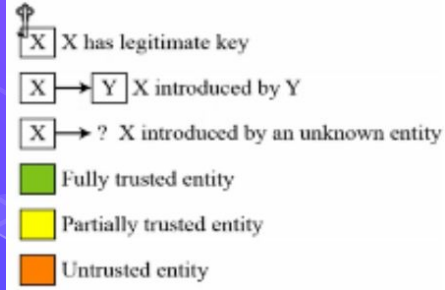 X X has legitimate key
X Y X introduced by Y
X ? X introduced by an unknown entity
Fully trusted entity
Partially trusted entity
Untrusted entity